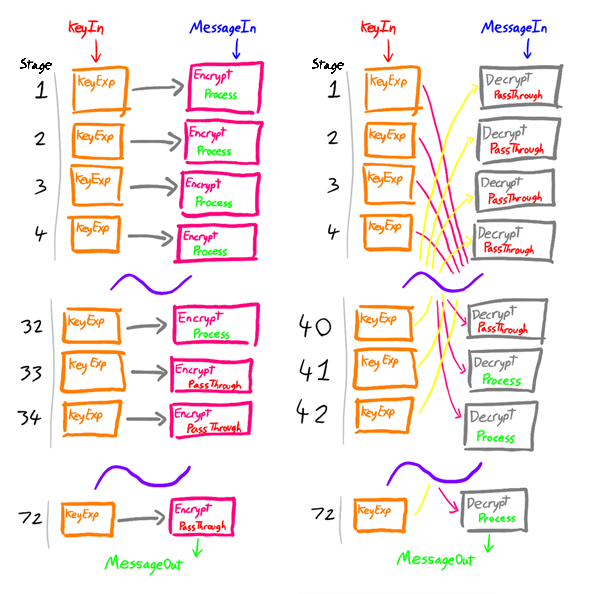 KeyIn
MessageIn
Stage
1
KeyExp
Encrypt
Process
2
KeyExp
Encrypt
Process
3
KeyExp
Encrypt
Process
4
KeyExp
Encrypt
Process
32
KeyExp
Encrypt
Process
33
KeyExp
Encrypt
PassThrough
34
KeyExp
Encrypt
PassThrough
72
KeyExp
Encrypt
PassThrough
MessageOut
KeyIn
MessageIn
Stage
1
KeyExp
Decrypt
PassThrough
2
KeyExp
Decrypt
PassThrough
3
KeyExp
Decrypt
PassThrough
4
KeyExp
Decrypt
PassThrough
40
KeyExp
Decrypt
PassThrough
41
KeyExp
Decrypt
Process
42
KeyExp
Decrypt
Process
72
KeyExp
Decrypt
Process
MessageOut